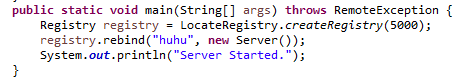 public static void main(String[] args) throws RemoteException {
Registry registry = LocateRegistry.createRegistry(5000);
registry.rebind("huhu", new Server());
System.out.println("Server Started.");
}